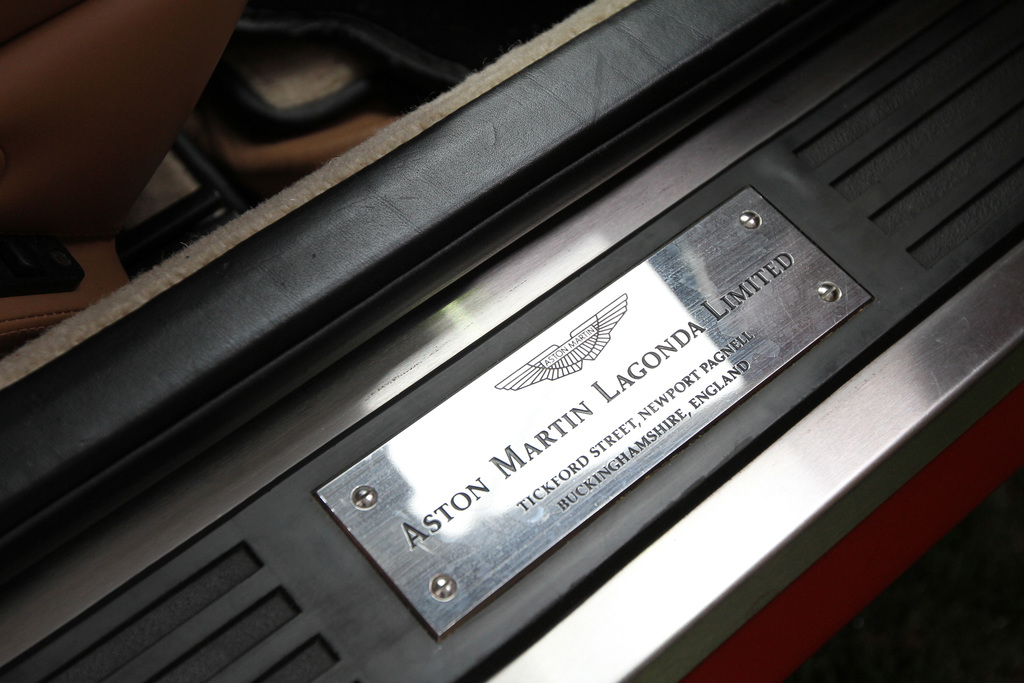 ASTON MARTIN
ASTON MARTIN LAGONDA LIMITED
TICKFORD STREET, NEWPORT PAGNELL
BUCKINGHAMSHIRE, ENGLAND